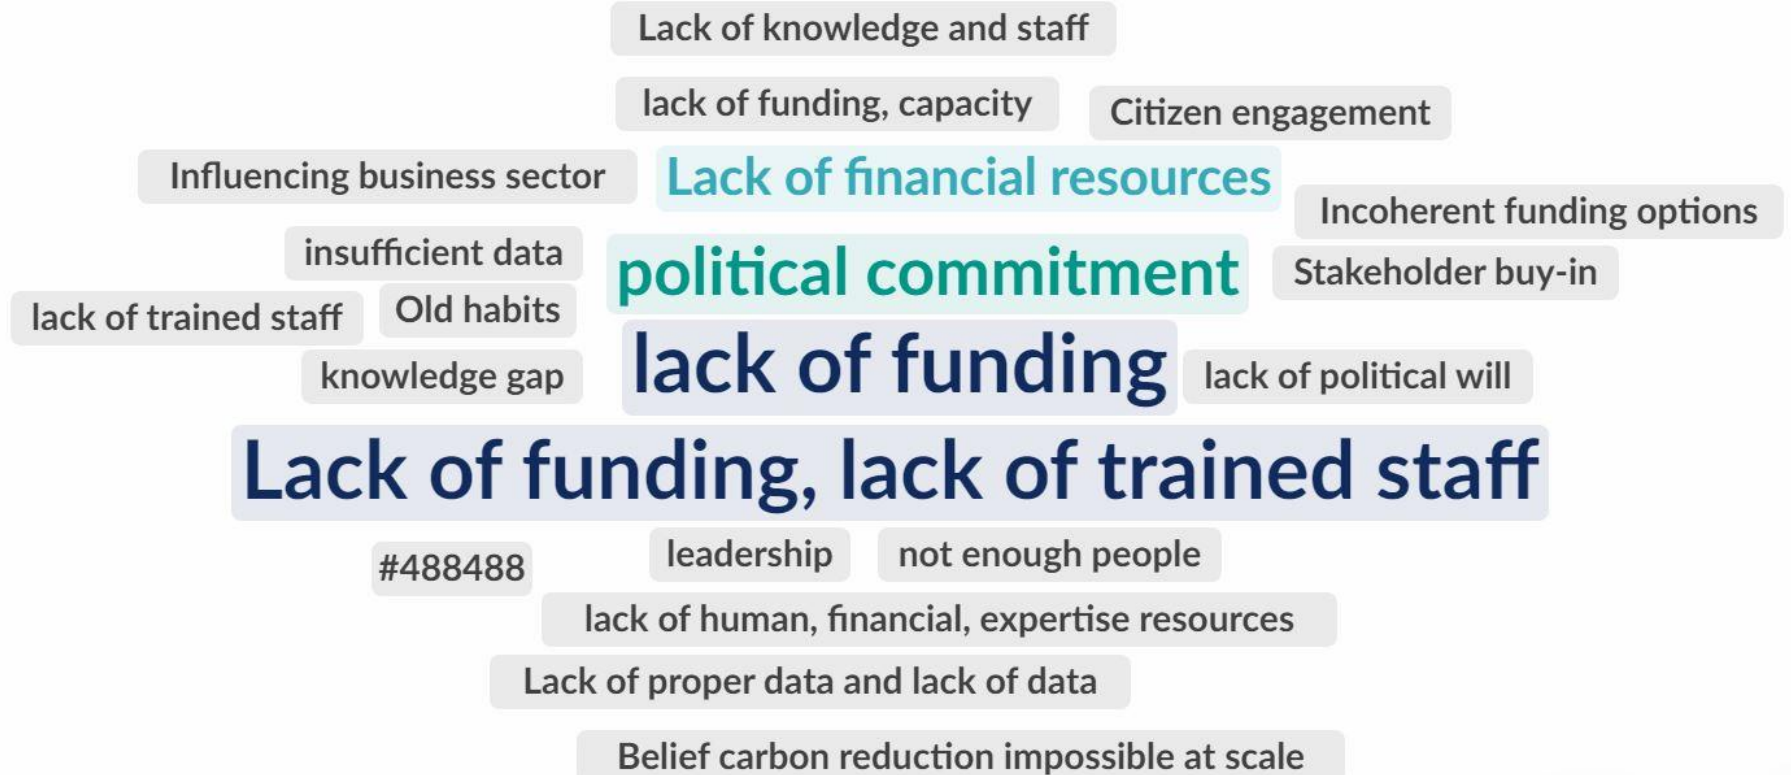 Lack of knowledge and staff
lack of funding, capacity
Citizen engagement
Influencing business sector
Lack of financial resources
Incoherent funding options
insufficient data
political commitment
Stakeholder buy-in
lack of trained staff
Old habits
knowledge gap
lack of funding
lack of political will
Lack of funding, lack of trained staff
#488488
leadership
not enough people
lack of human, financial, expertise resources
Lack of proper data and lack of data
Belief carbon reduction impossible at scale